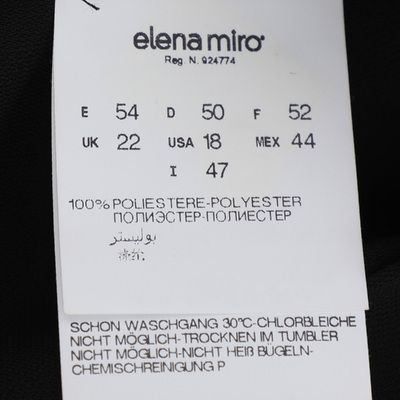 elena miro
Reg. N. 924774
E 54 D 50 F 52
UK 22 USA 18 MEX 44
I 47
100% POLIESTERE-POLYESTER
ПОЛИЭСТЕР-ПОЛИЕСТЕР
بوليستر
SCHON WASCHGANG 30°C-CHLORBLEICHE
NICHT MÖGLICH-TROCKNEN IM TUMBLER
NICHT MÖGLICH-NICHT HEIß BÜGELN-
CHEMISCHREINIGUNG P